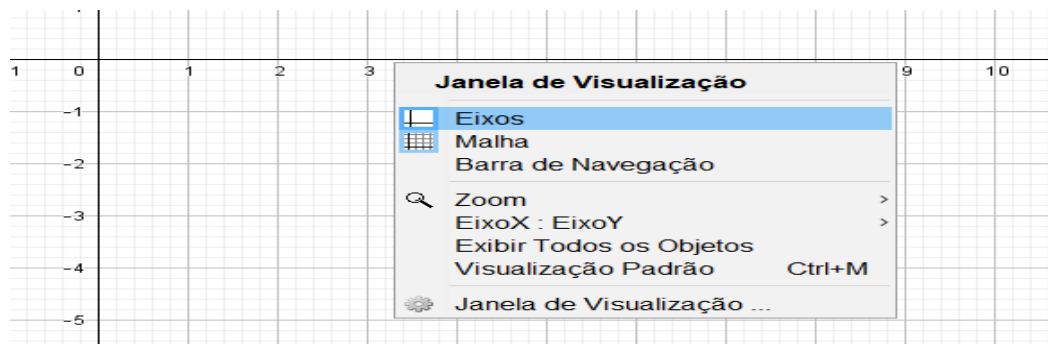 1 0 1 2 3 9 10
Janela de Visualização
-1
Eixos
Malha
-2
Barra de Navegação
Zoom >
-3
EixoX : EixoY >
Exibir Todos os Objetos
-4
Visualização Padrão Ctrl+M
Janela de Visualização ...
-5